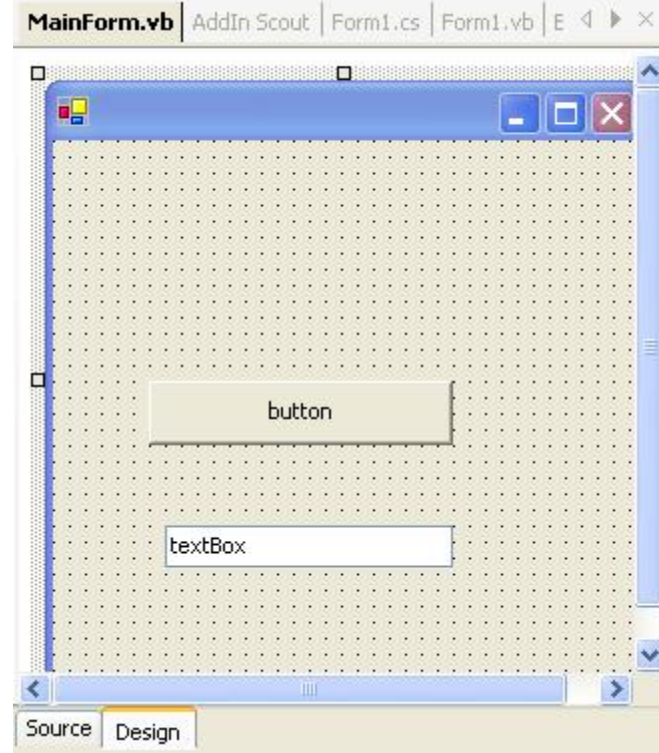 MainForm.vb AddIn Scout Form1.cs Form1.vb E
button
textBox
Source Design